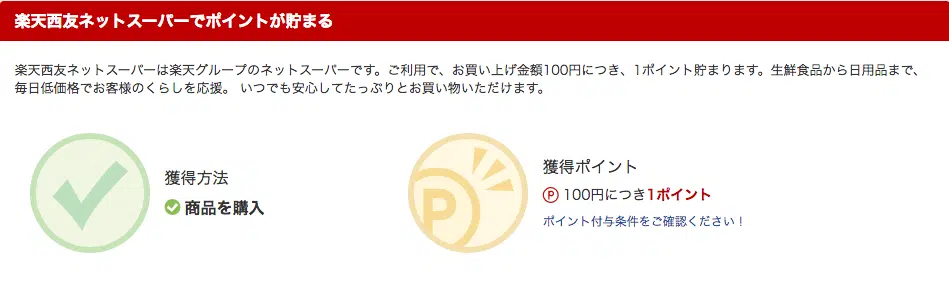 楽天西友ネットスーパーでポイントが貯まる
楽天西友ネットスーパーは楽天グループのネットスーパーです。ご利用で、お買い上げ金額100円につき、1ポイント貯まります。生鮮食品から日用品まで、
毎日低価格でお客様のくらしを応援。 いつでも安心してたっぷりとお買い物いただけます。
獲得方法
商品を購入
P
獲得ポイント
P 100円につき1ポイント
ポイント付与条件をご確認ください！